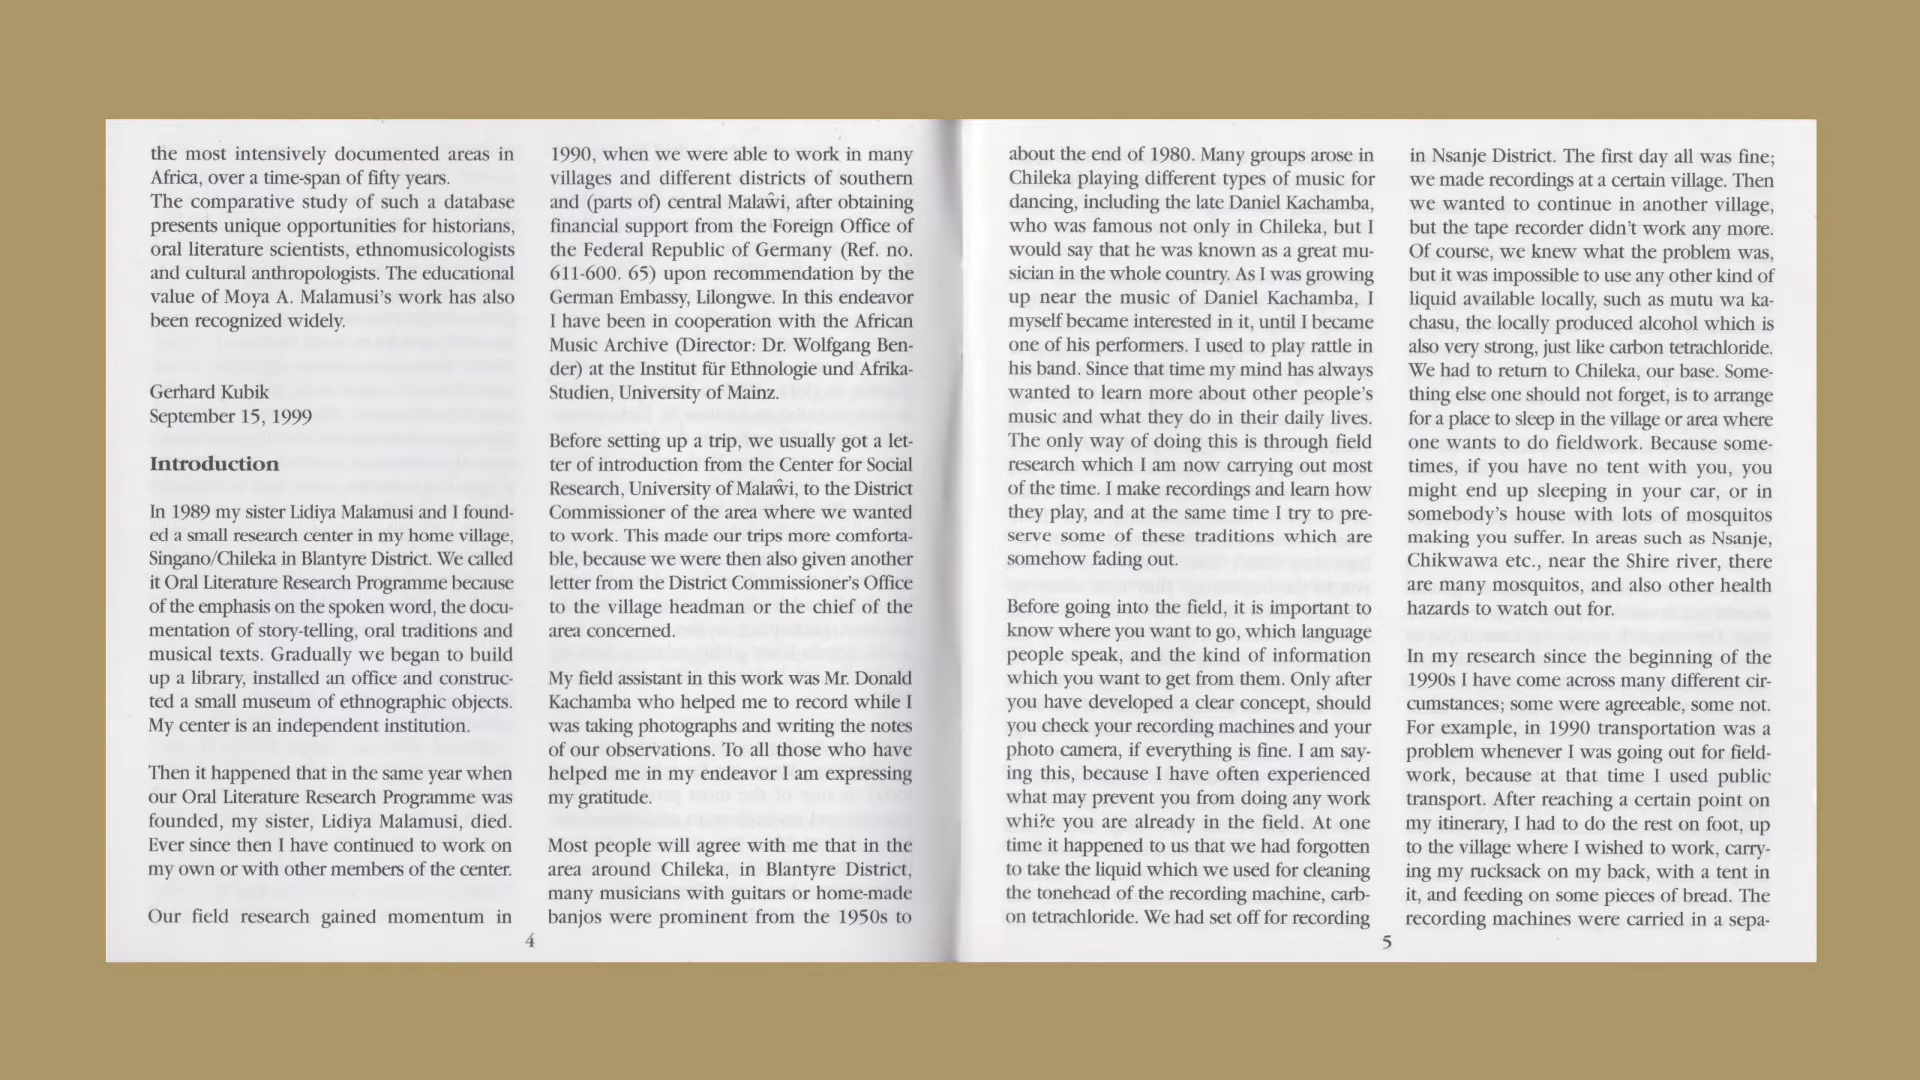 the most intensively documented areas in
Africa, over a time-span of fifty years.
The comparative study of such a database
presents unique opportunities for historians,
oral literature scientists, ethnomusicologists
and cultural anthropologists. The educational
value of Moya A. Malamusi's work has also
been recognized widely.
Gerhard Kubik
September 15, 1999
Introduction
In 1989 my sister Lidiya Malamusi and I found-
ed a small research center in my home village,
Singano/Chileka in Blantyre District. We called
it Oral Literature Research Programme because
of the emphasis on the spoken word, the docu-
mentation of story-telling, oral traditions and
musical texts. Gradually we began to build
up a library, installed an office and construc-
ted a small museum of ethnographic objects.
My center is an independent institution.
Then it happened that in the same year when
our Oral Literature Research Programme was
founded, my sister, Lidiya Malamusi, died.
Ever since then I have continued to work on
my own or with other members of the center.
Our field research gained momentum in
4
1990, when we were able to work in many
villages and different districts of southern
and (parts of) central Malaŵi, after obtaining
financial support from the Foreign Office of
the Federal Republic of Germany (Ref. no.
611-600. 65) upon recommendation by the
German Embassy, Lilongwe. In this endeavor
I have been in cooperation with the African
Music Archive (Director: Dr. Wolfgang Ben-
der) at the Institut für Ethnologie und Afrika-
Studien, University of Mainz.
Before setting up a trip, we usually got a let-
ter of introduction from the Center for Social
Research, University of Malaŵi, to the District
Commissioner of the area where we wanted
to work. This made our trips more comforta-
ble, because we were then also given another
letter from the District Commissioner's Office
to the village headman or the chief of the
area concerned.
My field assistant in this work was Mr. Donald
Kachamba who helped me to record while I
was taking photographs and writing the notes
of our observations. To all those who have
helped me in my endeavor I am expressing
my gratitude.
Most people will agree with me that in the
area around Chileka, in Blantyre District,
many musicians with guitars or home-made
banjos were prominent from the 1950s to
about the end of 1980. Many groups arose in
Chileka playing different types of music for
dancing, including the late Daniel Kachamba,
who was famous not only in Chileka, but I
would say that he was known as a great mu-
sician in the whole country. As I was growing
up near the music of Daniel Kachamba, I
myself became interested in it, until I became
one of his performers. I used to play rattle in
his band. Since that time my mind has always
wanted to learn more about other people's
music and what they do in their daily lives.
The only way of doing this is through field
research which I am now carrying out most
of the time. I make recordings and learn how
they play, and at the same time I try to pre-
serve some of these traditions which are
somehow fading out.
Before going into the field, it is important to
know where you want to go, which language
people speak, and the kind of information
which you want to get from them. Only after
you have developed a clear concept, should
you check your recording machines and your
photo camera, if everything is fine. I am say-
ing this, because I have often experienced
what may prevent you from doing any work
whi?e you are already in the field. At one
time it happened to us that we had forgotten
to take the liquid which we used for cleaning
the tonehead of the recording machine, carb-
on tetrachloride. We had set off for recording
5
in Nsanje District. The first day all was fine;
we made recordings at a certain village. Then
we wanted to continue in another village,
but the tape recorder didn't work any more.
Of course, we knew what the problem was,
but it was impossible to use any other kind of
liquid available locally, such as mutu wa ka-
chasu, the locally produced alcohol which is
also very strong, just like carbon tetrachloride.
We had to return to Chileka, our base. Some-
thing else one should not forget, is to arrange
for a place to sleep in the village or area where
one wants to do fieldwork. Because some-
times, if you have no tent with you, you
might end up sleeping in your car, or in
somebody's house with lots of mosquitos
making you suffer. In areas such as Nsanje,
Chikwawa etc., near the Shire river, there
are many mosquitos, and also other health
hazards to watch out for.
In my research since the beginning of the
1990s I have come across many different cir-
cumstances; some were agreeable, some not.
For example, in 1990 transportation was a
problem whenever I was going out for field-
work, because at that time I used public
transport. After reaching a certain point on
my itinerary, I had to do the rest on foot, up
to the village where I wished to work, carry-
ing my rucksack on my back, with a tent in
it, and feeding on some pieces of bread. The
recording machines were carried in a sepa-